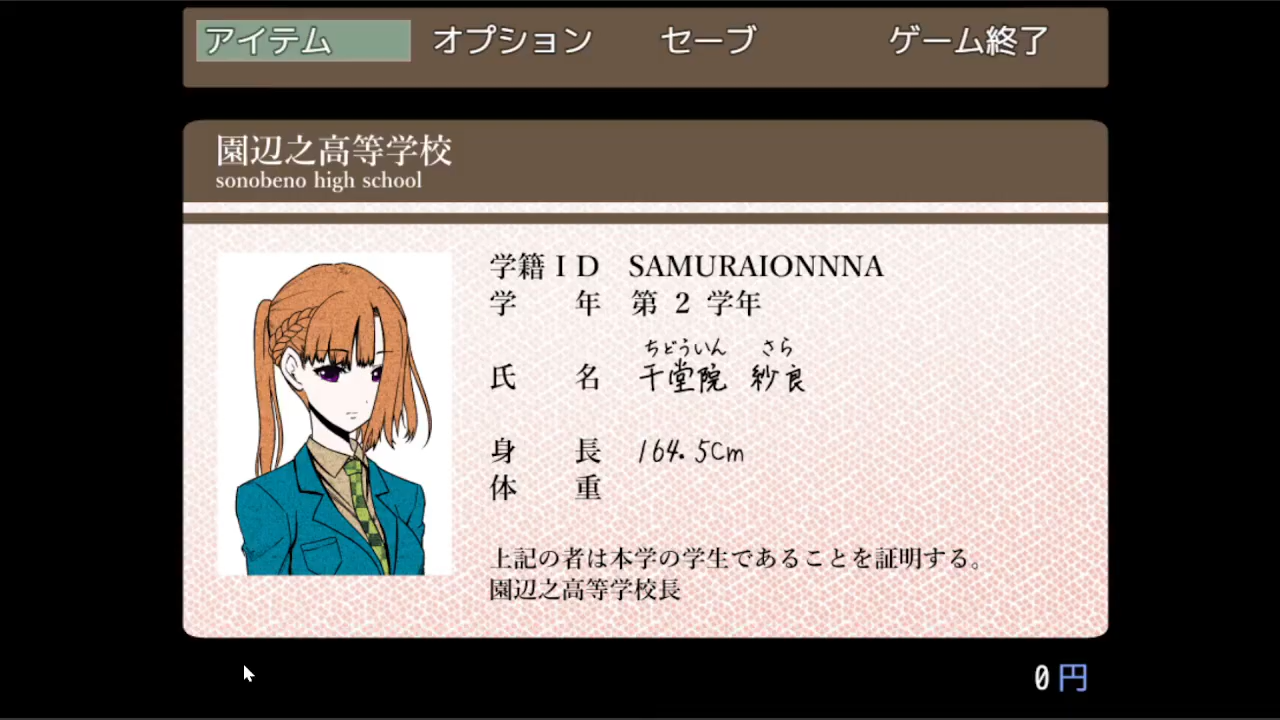 アイテム オプション セーブ ゲーム終了
園辺之高等学校
sonobeno high school
学籍ID SAMURAIONNNA
学年 第 2 学年
ちどういん さら
氏名 千堂院 紗良
身長 164.5cm
体重
上記の者は本学の学生であることを証明する。
園辺之高等学校長
0 円